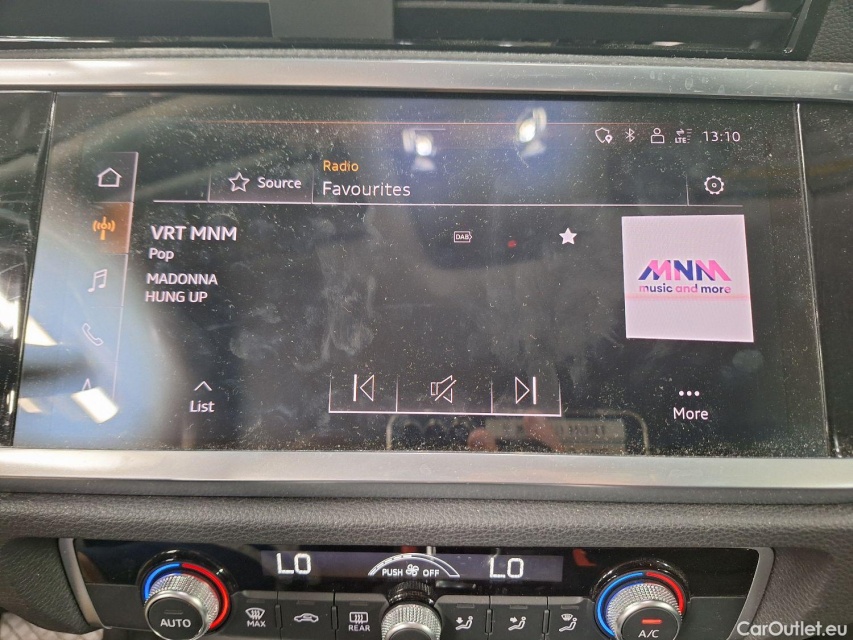 LTE 13:10
Radio
Source
Favourites
VRT MNM
DAB
Pop
MADONNA
HUNG UP
MNM
music and more
List
More
LO
PUSH OFF
LO
AUTO
MAX
REAR
A/C
CarOutlet.eu